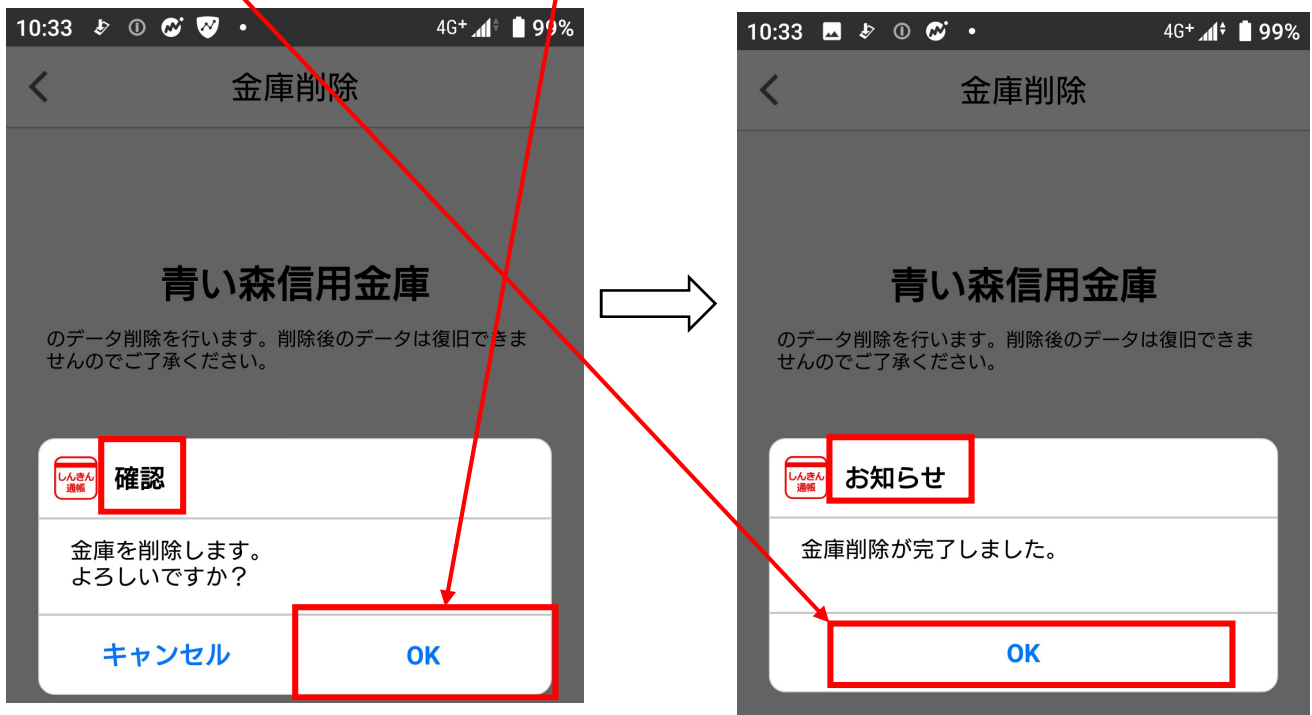 10:33 4G+ 99%
金庫削除
青い森信用金庫
のデータ削除を行います。削除後のデータは復旧できま
せんのでご了承ください。
しんきん
通帳
確認
金庫を削除します。
よろしいですか？
キャンセル OK
10:33 4G+ 99%
金庫削除
青い森信用金庫
のデータ削除を行います。削除後のデータは復旧できま
せんのでご了承ください。
しんきん
通帳
お知らせ
金庫削除が完了しました。
OK